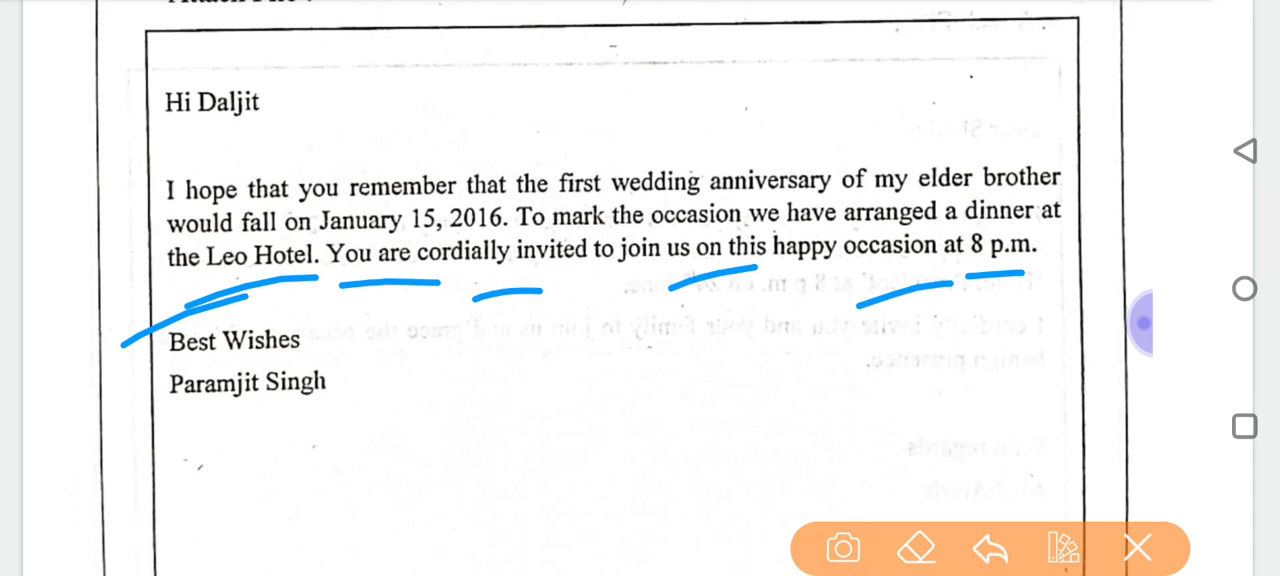 Hi Daljit
I hope that you remember that the first wedding anniversary of my elder brother
would fall on January 15, 2016. To mark the occasion we have arranged a dinner at
the Leo Hotel. You are cordially invited to join us on this happy occasion at 8 p.m.
Best Wishes
Paramjit Singh